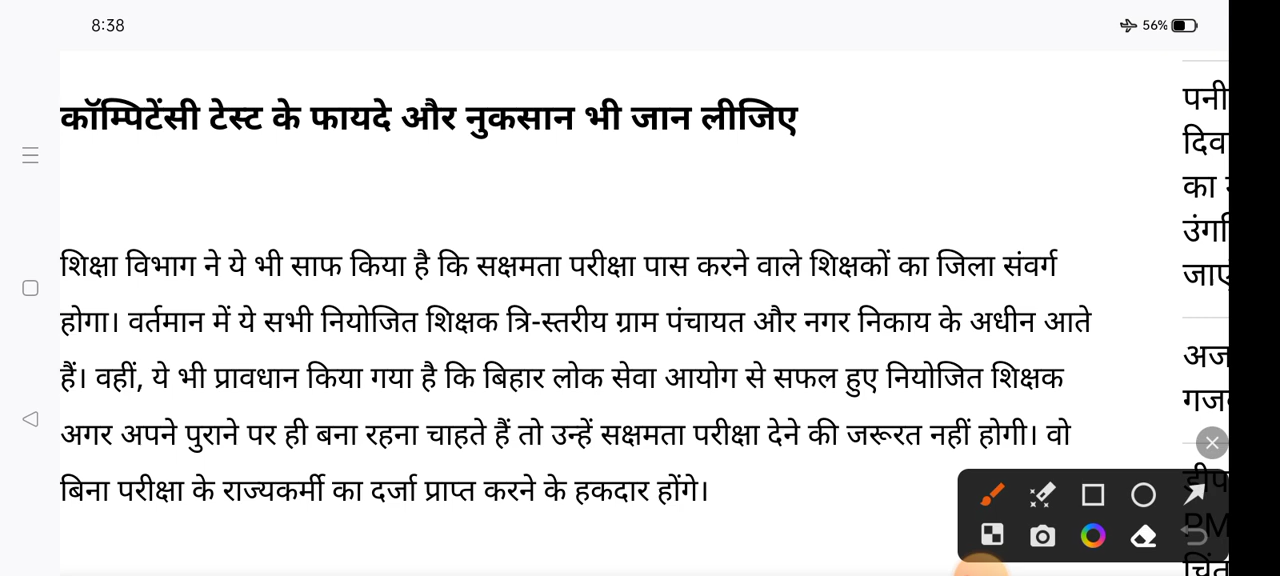 8:38
56%
कॉम्पिटेंसी टेस्ट के फायदे और नुकसान भी जान लीजिए
शिक्षा विभाग ने ये भी साफ किया है कि सक्षमता परीक्षा पास करने वाले शिक्षकों का जिला संवर्ग
होगा। वर्तमान में ये सभी नियोजित शिक्षक त्रि-स्तरीय ग्राम पंचायत और नगर निकाय के अधीन आते
हैं। वहीं, ये भी प्रावधान किया गया है कि बिहार लोक सेवा आयोग से सफल हुए नियोजित शिक्षक
अगर अपने पुराने पर ही बना रहना चाहते हैं तो उन्हें सक्षमता परीक्षा देने की जरूरत नहीं होगी। वो
बिना परीक्षा के राज्यकर्मी का दर्जा प्राप्त करने के हकदार होंगे।
पनी
दिव
का
जाए
अज
PM